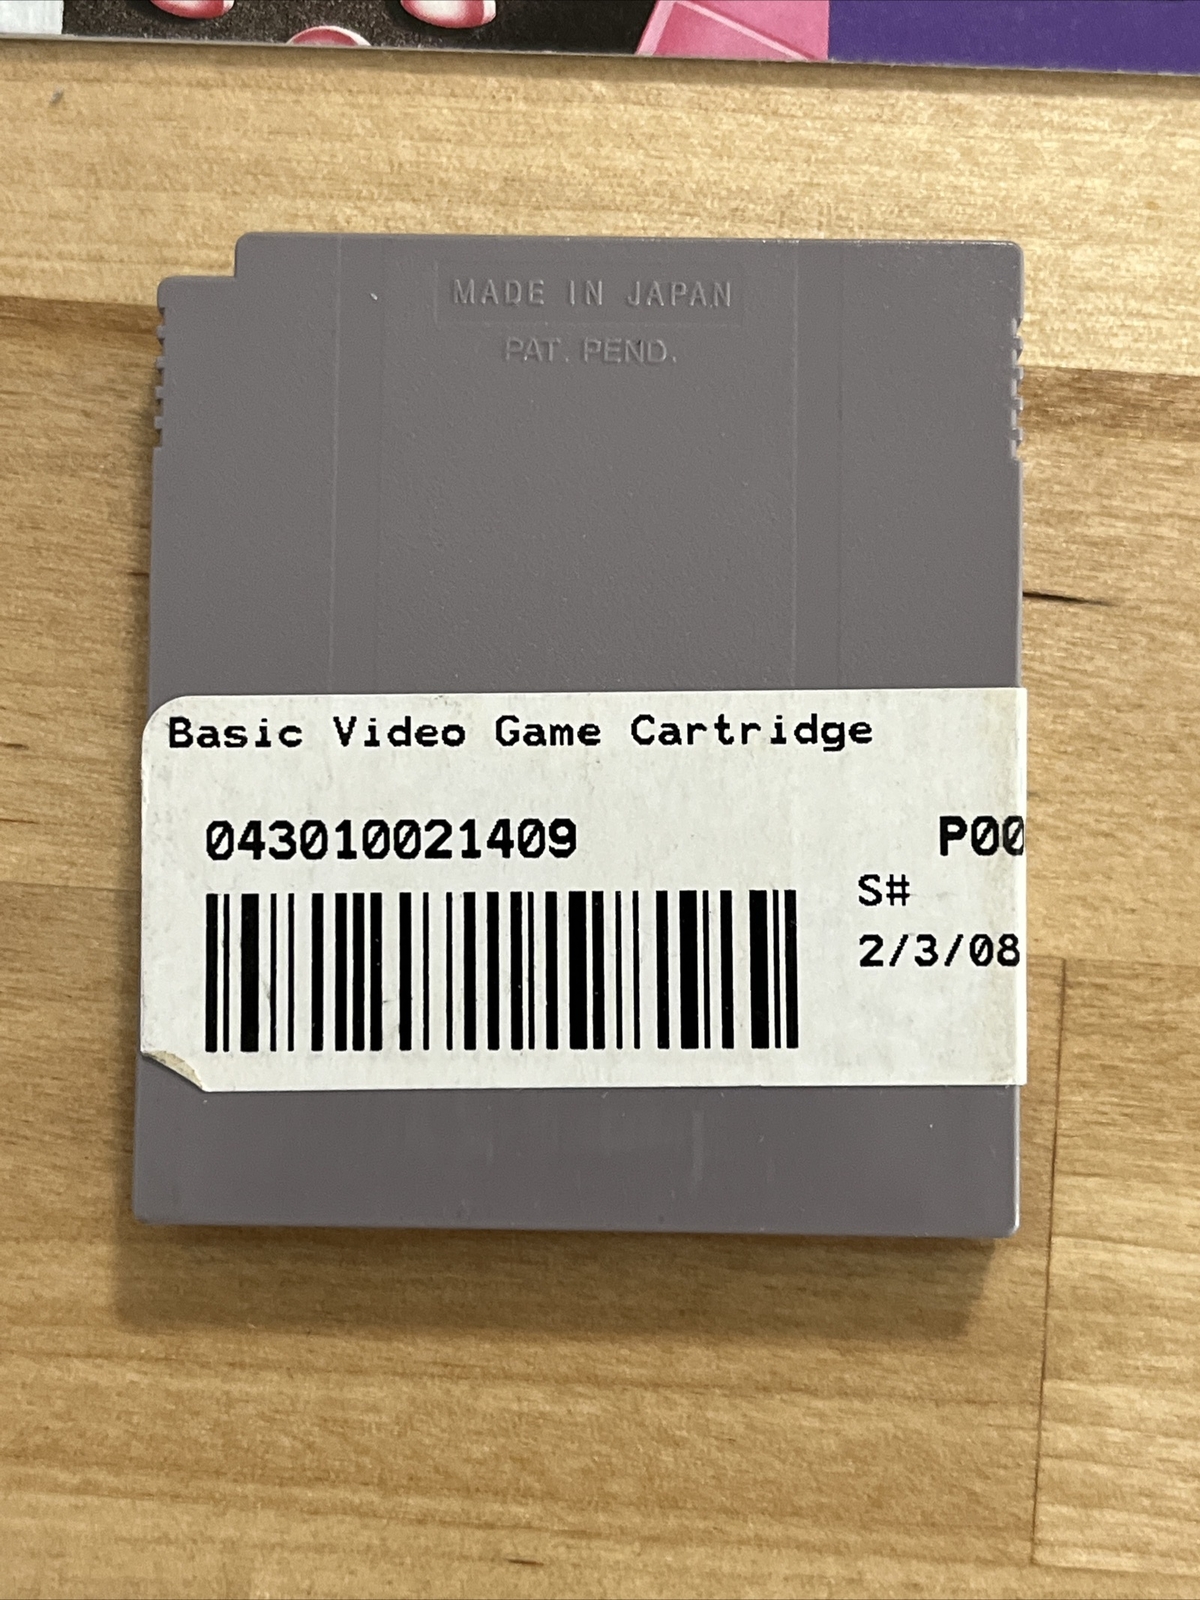 MADE IN JAPAN
PAT. PEND.
Basic Video Game Cartridge
043010021409
P00
S#
2/3/08